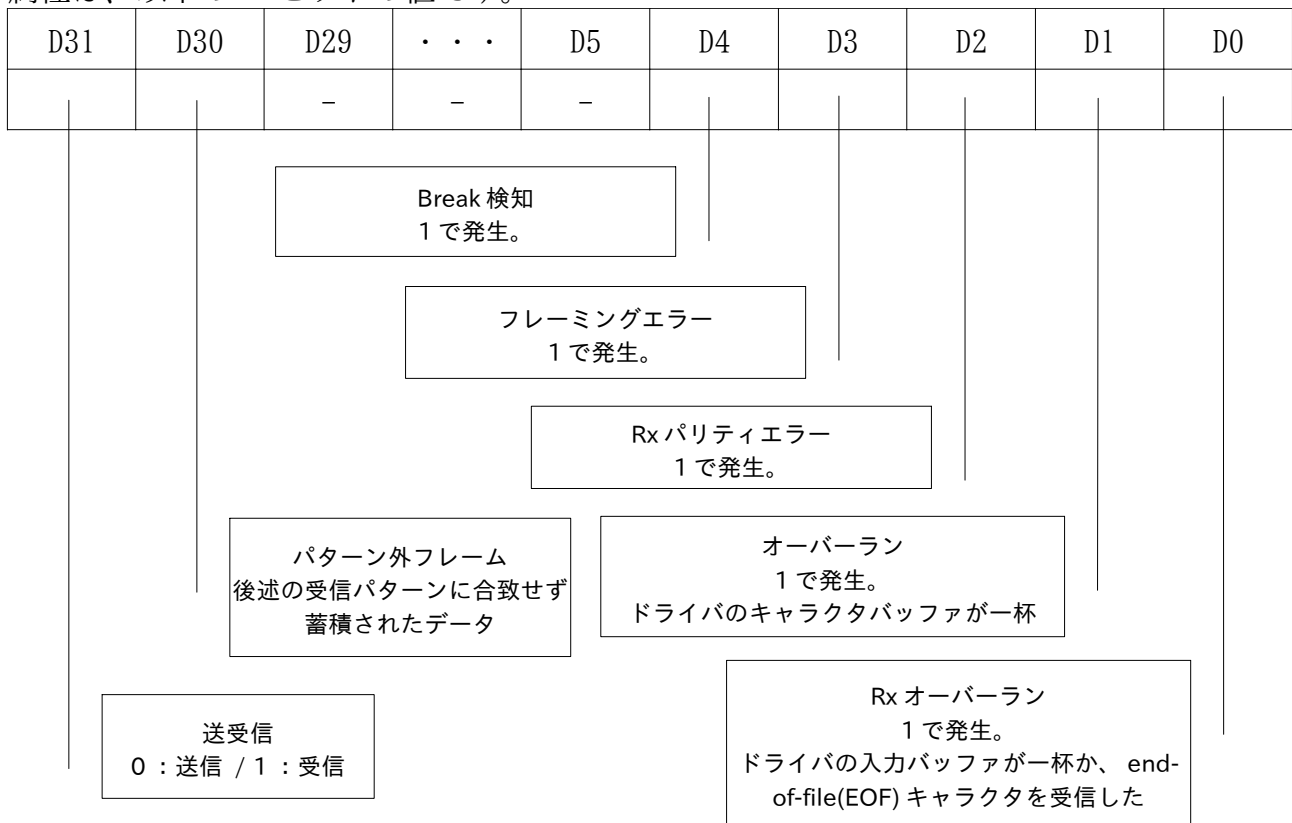 D31 D30 D29 ・・・ D5 D4 D3 D2 D1 D0
－ － －
Break 検知
１で発生。
フレーミングエラー
１で発生。
Rx パリティエラー
１で発生。
パターン外フレーム
後述の受信パターンに合致せず
蓄積されたデータ
オーバーラン
１で発生。
ドライバのキャラクタバッファが一杯
送受信
０：送信 /１：受信
Rx オーバーラン
１で発生。
ドライバの入力バッファが一杯か、 end-
of-file(EOF) キャラクタを受信した